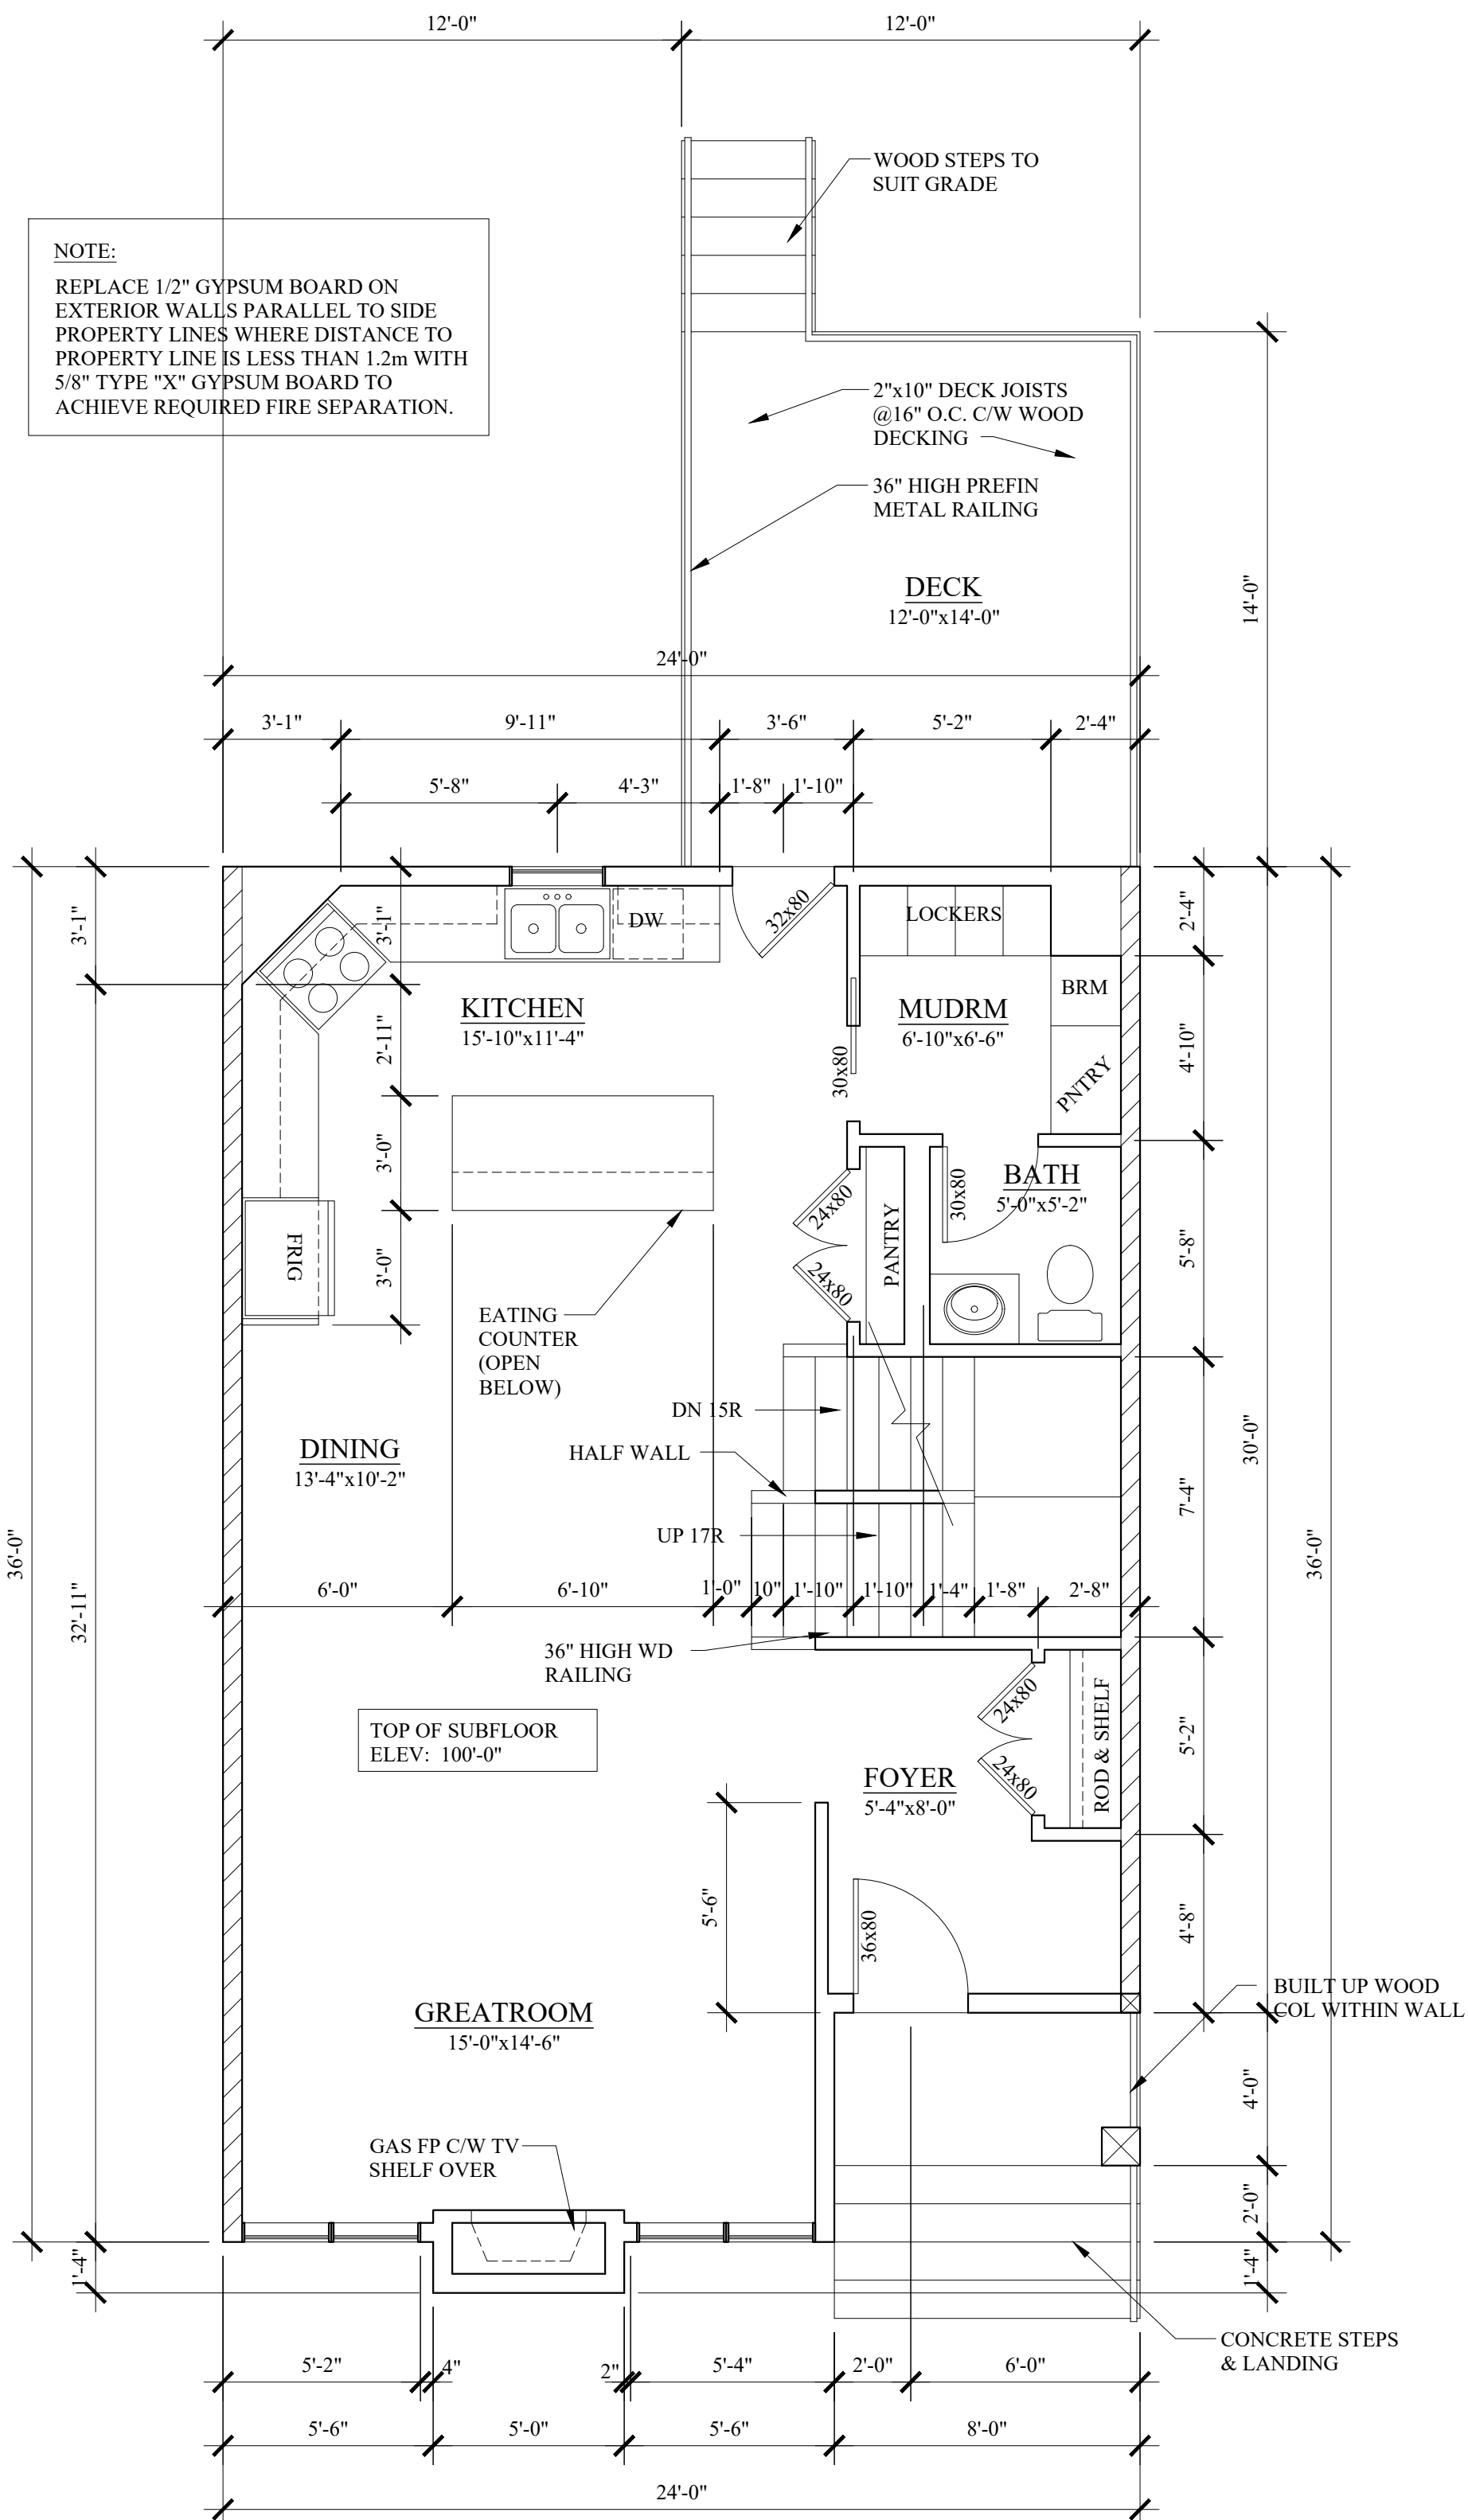 12'-0"
12'-0"
WOOD STEPS TO
SUIT GRADE
NOTE:
REPLACE 1/2" GYPSUM BOARD ON
EXTERIOR WALLS PARALLEL TO SIDE
PROPERTY LINES WHERE DISTANCE TO
PROPERTY LINE IS LESS THAN 1.2m WITH
5/8" TYPE "X" GYPSUM BOARD TO
ACHIEVE REQUIRED FIRE SEPARATION.
2"x10" DECK JOISTS
@16" O.C. C/W WOOD
DECKING
36" HIGH PREFIN
METAL RAILING
DECK
12'-0"x14'-0"
14'-0"
24'-0"
3'-1"
9'-11"
3'-6"
5'-2"
2'-4"
5'-8"
4'-3"
1'-8"
1'-10"
3'-1"
3'-1"
DW
32x80
LOCKERS
2'-4"
KITCHEN
15'-10"x11'-4"
MUDRM
6'-10"x6'-6"
BRM
PNTRY
2'-11"
30x80
4'-10"
3'-0"
24x80
24x80
PANTRY
30x80
BATH
5'-0"x5'-2"
5'-8"
FRIG
3'-0"
EATING
COUNTER
(OPEN
BELOW)
DN 15R
HALF WALL
UP 17R
DINING
13'-4"x10'-2"
7'-4"
30'-0"
36'-0"
36'-0"
32'-11"
6'-0"
6'-10"
1'-0"
10"
1'-10"
1'-10"
1'-4"
1'-8"
2'-8"
36" HIGH WD
RAILING
TOP OF SUBFLOOR
ELEV: 100'-0"
24x80
24x80
ROD & SHELF
5'-2"
FOYER
5'-4"x8'-0"
5'-6"
36x80
4'-8"
BUILT UP WOOD
COL WITHIN WALL
GREATROOM
15'-0"x14'-6"
4'-0"
GAS FP C/W TV
SHELF OVER
2'-0"
1'-4"
1'-4"
CONCRETE STEPS
& LANDING
5'-2"
4"
2"
5'-4"
2'-0"
6'-0"
5'-6"
5'-0"
5'-6"
8'-0"
24'-0"